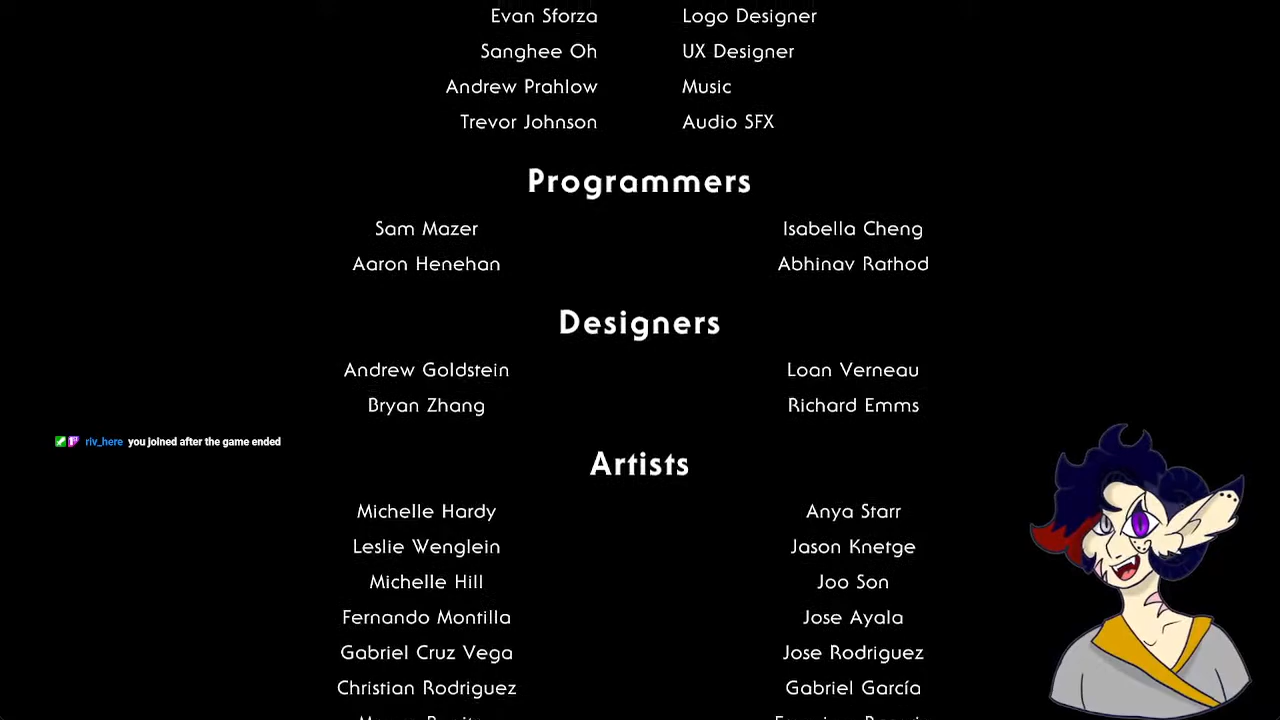 Evan Sforza Logo Designer
Sanghee Oh UX Designer
Andrew Prahlow Music
Trevor Johnson Audio SFX
Programmers
Sam Mazer Isabella Cheng
Aaron Henehan Abhinav Rathod
Designers
Andrew Goldstein Loan Verneau
Bryan Zhang Richard Emms
riv_here you joined after the game ended
Artists
Michelle Hardy Anya Starr
Leslie Wenglein Jason Knetge
Michelle Hill Joo Son
Fernando Montilla Jose Ayala
Gabriel Cruz Vega Jose Rodriguez
Christian Rodriguez Gabriel García